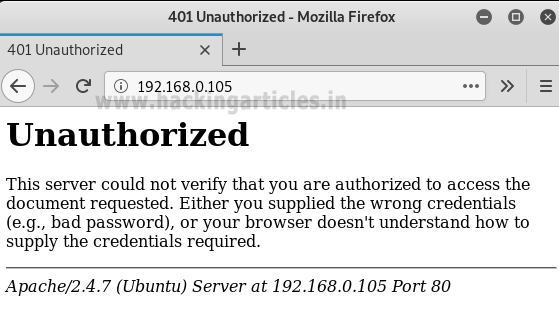 401 Unauthorized - Mozilla Firefox
401 Unauthorized
192.168.0.105
www.hackingarticles.in
Unauthorized
This server could not verify that you are authorized to access the
document requested. Either you supplied the wrong credentials
(e.g., bad password), or your browser doesn't understand how to
supply the credentials required.
Apache/2.4.7 (Ubuntu) Server at 192.168.0.105 Port 80